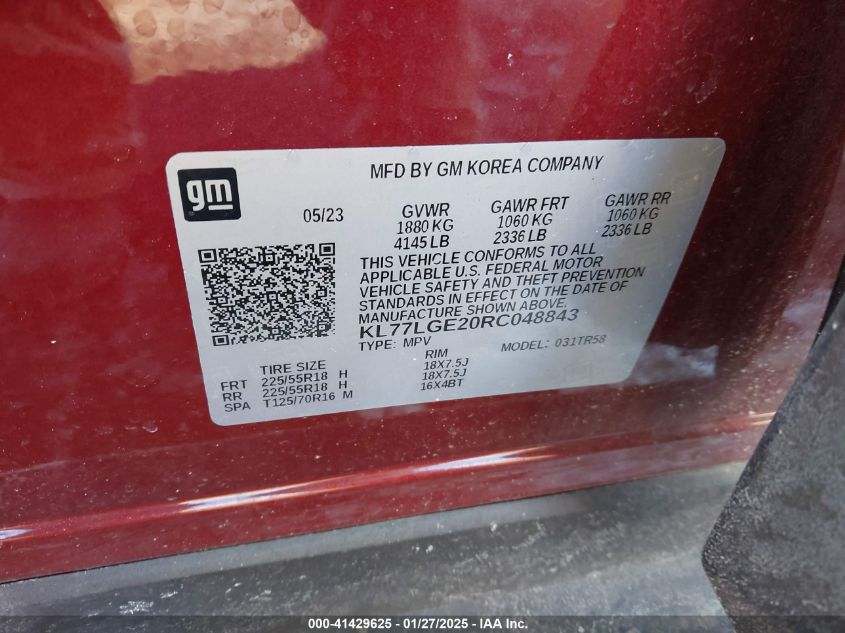 MFD BY GM KOREA COMPANY
gm
05/23 GVWR GAWR FRT GAWR RR
1880 KG 1060 KG 1060 KG
4145 LB 2336 LB 2336 LB
THIS VEHICLE CONFORMS TO ALL
APPLICABLE U.S. FEDERAL MOTOR
VEHICLE SAFETY AND THEFT PREVENTION
STANDARDS IN EFFECT ON THE DATE OF
MANUFACTURE SHOWN ABOVE.
KL77LGE20RC048843
TYPE: MPV MODEL: 031TR58
TIRE SIZE RIM
FRT 225/55R18 H 18X7.5J
RR 225/55R18 H 18X7.5J
SPA T125/70R16 M 16X4BT
000-41429625 | 01/27/2025 | IAA Inc.